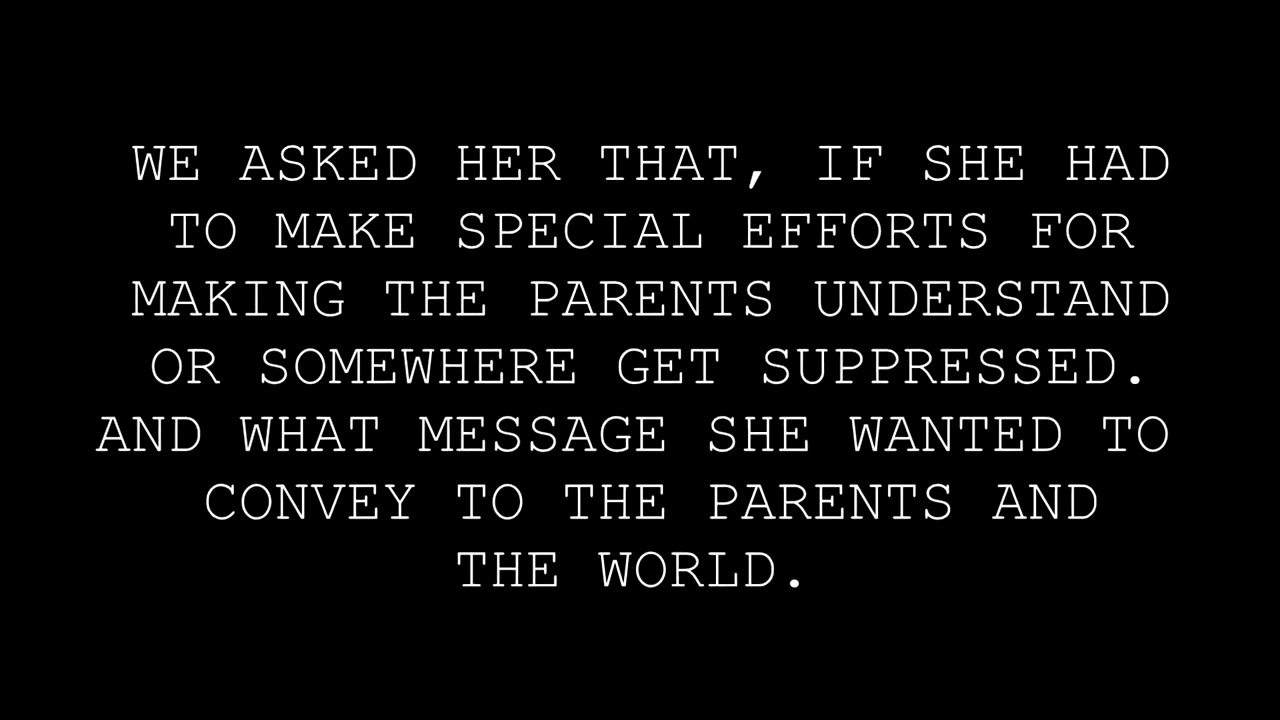 WE ASKED HER THAT, IF SHE HAD
TO MAKE SPECIAL EFFORTS FOR
MAKING THE PARENTS UNDERSTAND
OR SOMEWHERE GET SUPPRESSED.
AND WHAT MESSAGE SHE WANTED TO
CONVEY TO THE PARENTS AND
THE WORLD.